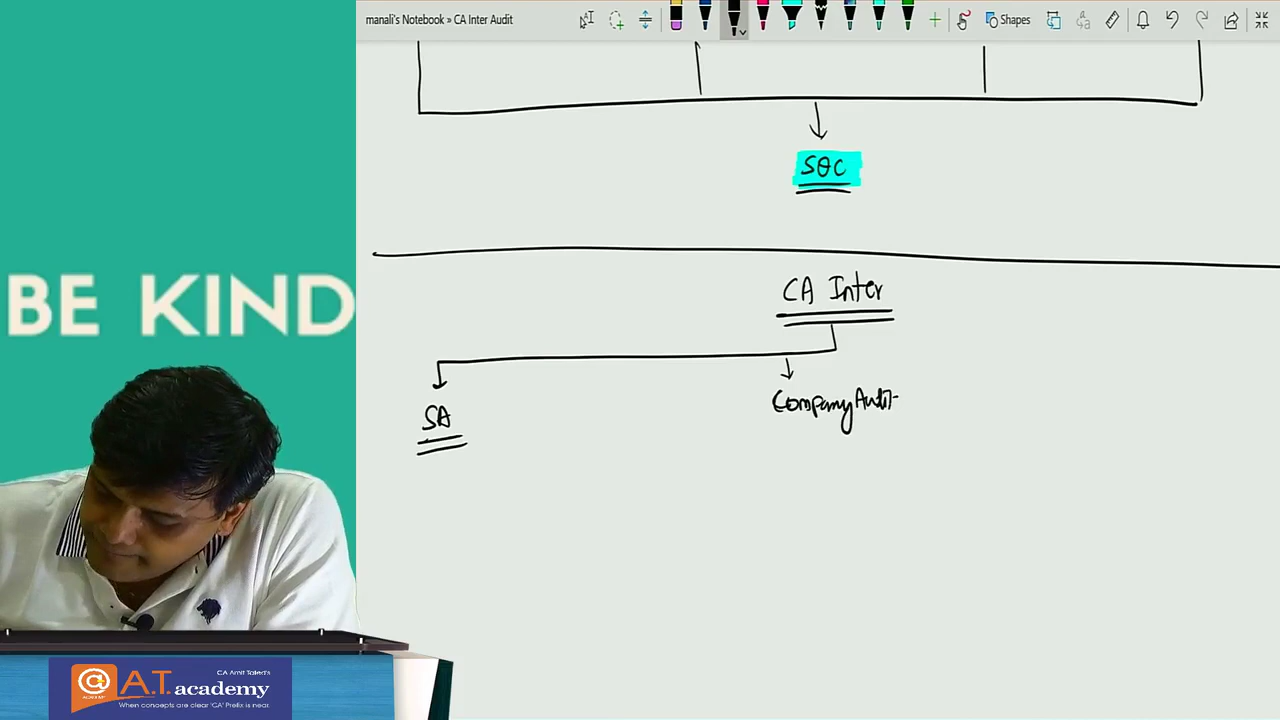 manali's Notebook » CA Inter Audit
Shapes
SQC
BE KIND
CA Inter
SA
Company Audit
CA Amit Talda's
@ A.T. academy
ACADEMY
When concepts are clear 'CA' Prefix is near.